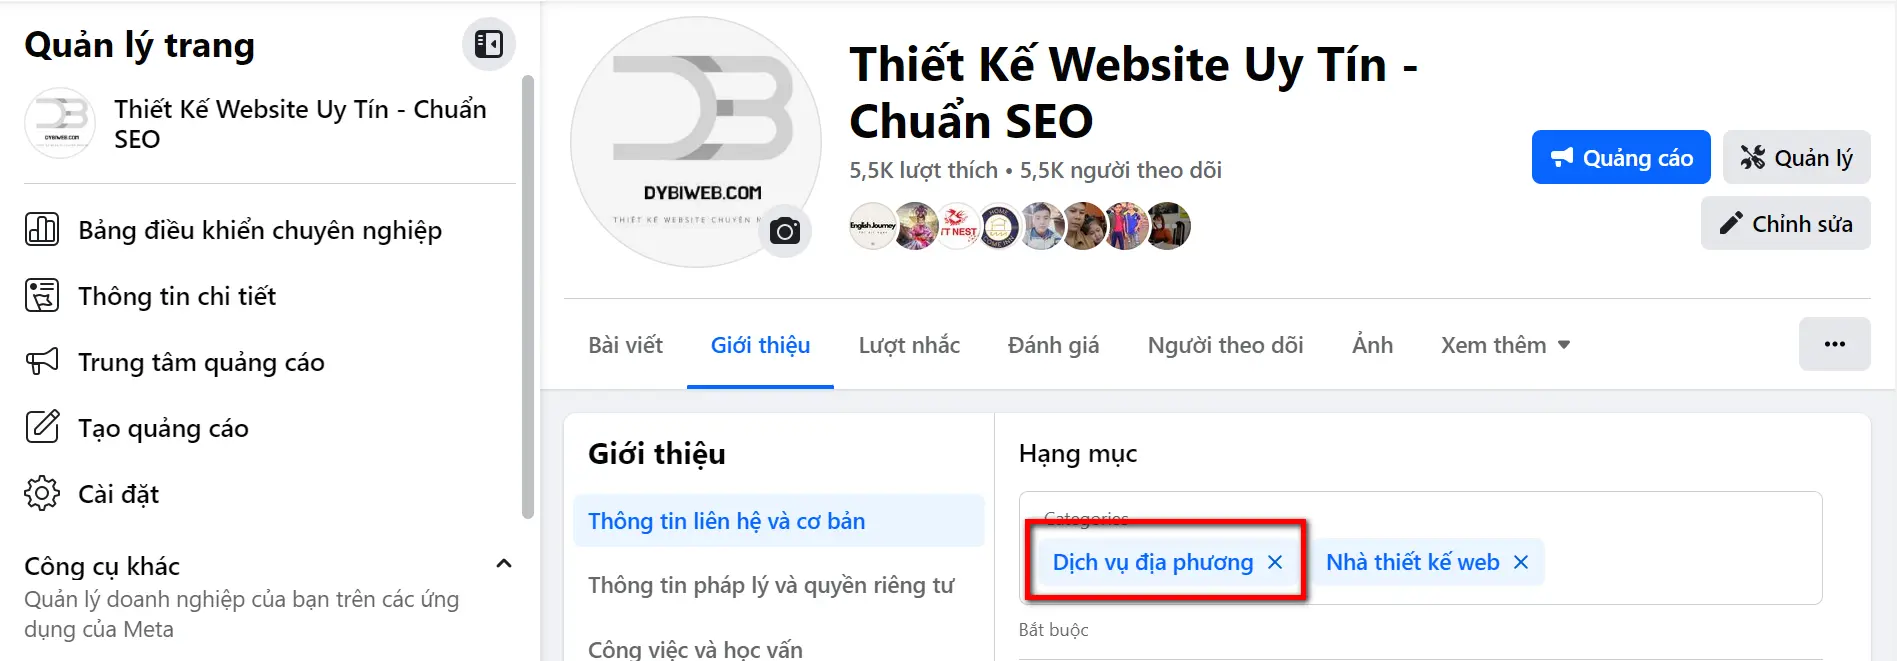 Quản lý trang
Thiết Kế Website Uy Tín - Chuẩn
SEO
Bảng điều khiển chuyên nghiệp
Thông tin chi tiết
Trung tâm quảng cáo
Tạo quảng cáo
Cài đặt
Công cụ khác
Quản lý doanh nghiệp của bạn trên các ứng
dụng của Meta
DYBIWEB.COM
THIẾT KẾ WEBSITE CHUYÊN
Thiết Kế Website Uy Tín -
Chuẩn SEO
5,5K lượt thích • 5,5K người theo dõi
English Journey
IT NEST
HOME
Quảng cáo
Quản lý
Chỉnh sửa
Bài viết
Giới thiệu
Lượt nhắc
Đánh giá
Người theo dõi
Ảnh
Xem thêm
Giới thiệu
Thông tin liên hệ và cơ bản
Thông tin pháp lý và quyền riêng tư
Công việc và học vấn
Hạng mục
Categories
Dịch vụ địa phương
Nhà thiết kế web
Bắt buộc